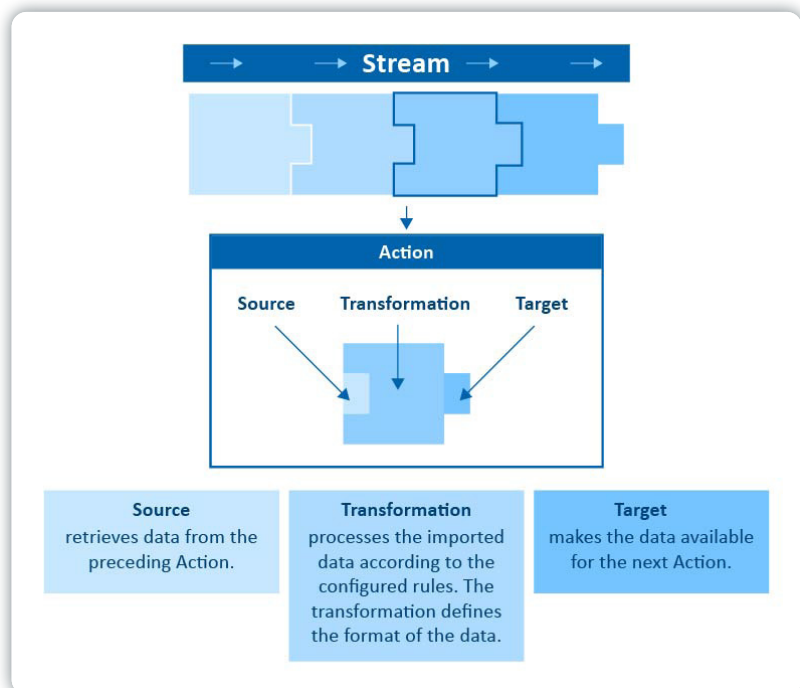 Stream
Action
Source Transformation Target
Source
retrieves data from the
preceding Action.
Transformation
processes the imported
data according to the
configured rules. The
transformation defines
the format of the data.
Target
makes the data available
for the next Action.